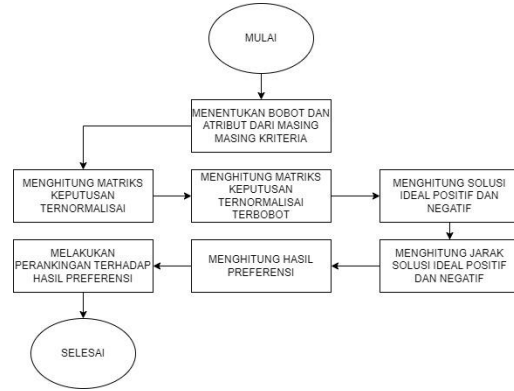 MULAI
MENENTUKAN BOBOT DAN
ATRIBUT DARI MASING
MASING KRITERIA
MENGHITUNG MATRIKS
KEPUTUSAN
TERNORMALISAI
MENGHITUNG MATRIKS
KEPUTUSAN
TERNORMALISAI
TERBOBOT
MENGHITUNG SOLUSI
IDEAL POSITIF DAN
NEGATIF
MENGHITUNG JARAK
SOLUSI IDEAL POSITIF
DAN NEGATIF
MENGHITUNG HASIL
PREFERENSI
MELAKUKAN
PERANKINGAN TERHADAP
HASIL PREFERENSI
SELESAI